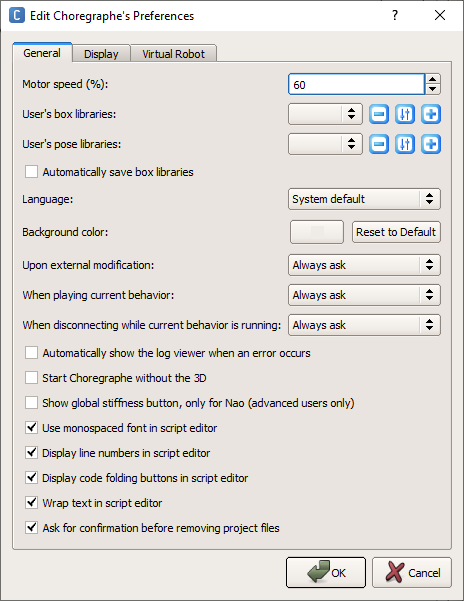 C Edit Choregraphe's Preferences ?
General Display Virtual Robot
Motor speed (%): 60
User's box libraries:
User's pose libraries:
Automatically save box libraries
Language: System default
Background color: Reset to Default
Upon external modification: Always ask
When playing current behavior: Always ask
When disconnecting while current behavior is running: Always ask
Automatically show the log viewer when an error occurs
Start Choregraphe without the 3D
Show global stiffness button, only for Nao (advanced users only)
Use monospaced font in script editor
Display line numbers in script editor
Display code folding buttons in script editor
Wrap text in script editor
Ask for confirmation before removing project files
OK Cancel